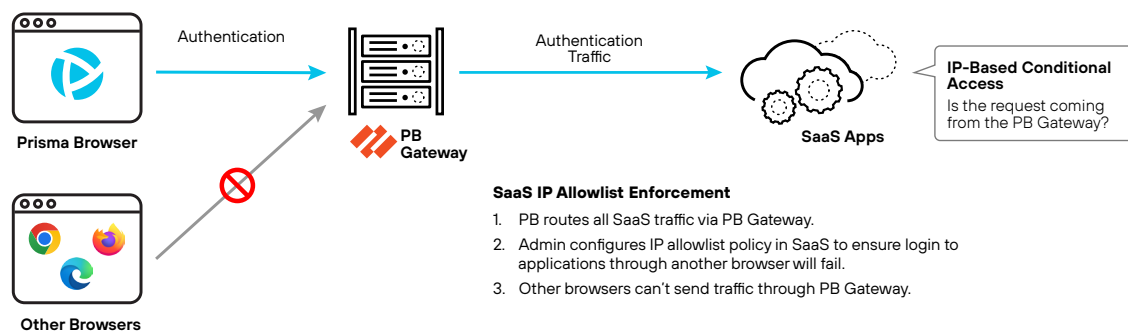 Authentication
Prisma Browser
PB
Gateway
Authentication
Traffic
SaaS Apps
IP-Based Conditional
Access
Is the request coming
from the PB Gateway?
Other Browsers
SaaS IP Allowlist Enforcement
1. PB routes all SaaS traffic via PB Gateway.
2. Admin configures IP allowlist policy in SaaS to ensure login to
applications through another browser will fail.
3. Other browsers can't send traffic through PB Gateway.